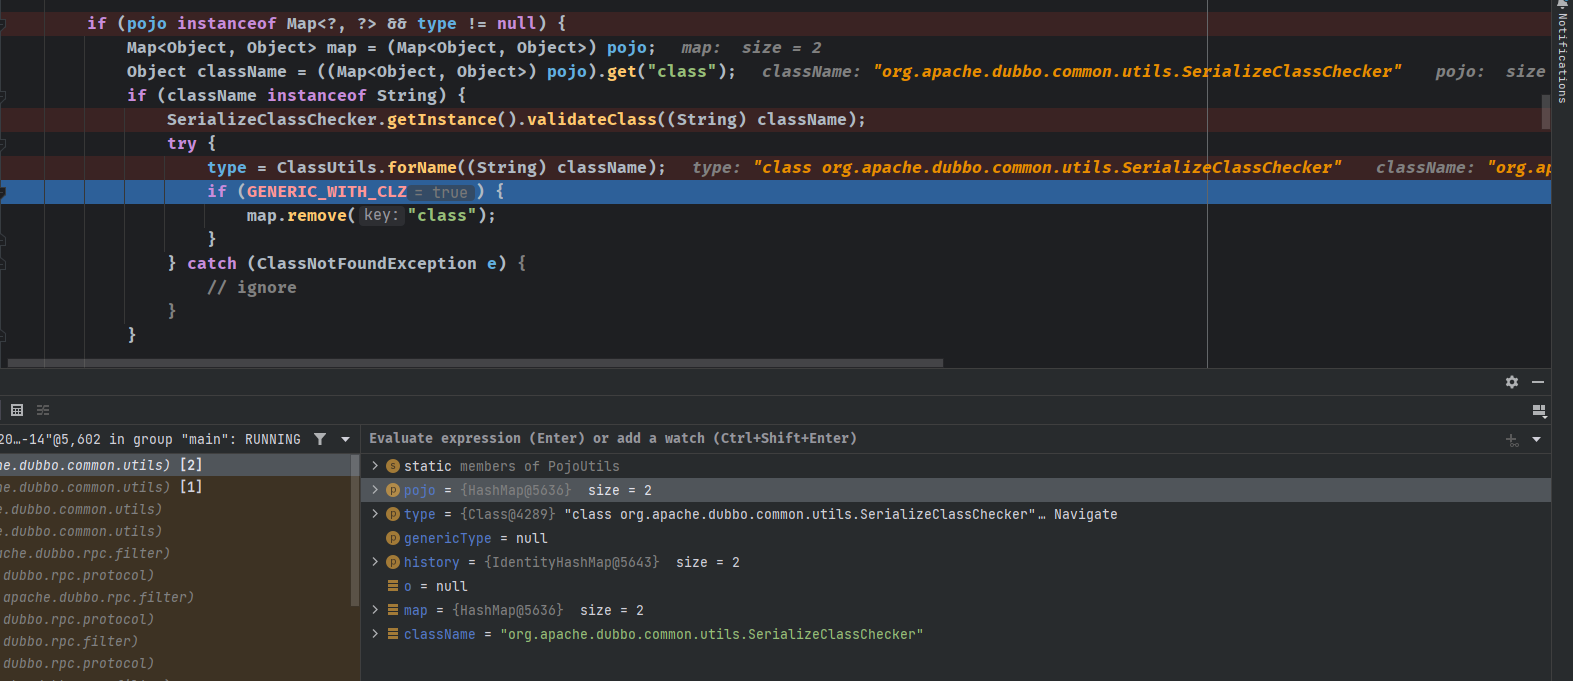 if (pojo instanceof Map<?, ?> && type != null) {
Map<Object, Object> map = (Map<Object, Object>) pojo; map: size = 2
Object className = ((Map<Object, Object>) pojo).get("class"); className: "org.apache.dubbo.common.utils.SerializeClassChecker" pojo: size
if (className instanceof String) {
SerializeClassChecker.getInstance().validateClass((String) className);
try {
type = ClassUtils.forName((String) className); type: "class org.apache.dubbo.common.utils.SerializeClassChecker" className: "org.ap
if (GENERIC_WITH_CLZ = true ) {
map.remove( key: "class");
}
} catch (ClassNotFoundException e) {
// ignore
}
}
Notifications
20…-14"@5,602 in group "main": RUNNING
he.dubbo.common.utils) [2]
he.dubbo.common.utils) [1]
e.dubbo.common.utils)
e.dubbo.common.utils)
ache.dubbo.rpc.filter)
dubbo.rpc.protocol)
apache.dubbo.rpc.filter)
dubbo.rpc.protocol)
dubbo.rpc.filter)
dubbo.rpc.protocol)
Evaluate expression (Enter) or add a watch (Ctrl+Shift+Enter)
static members of PojoUtils
pojo = {HashMap@5636} size = 2
type = {Class@4289} "class org.apache.dubbo.common.utils.SerializeClassChecker"… Navigate
genericType = null
history = {IdentityHashMap@5643} size = 2
o = null
map = {HashMap@5636} size = 2
className = "org.apache.dubbo.common.utils.SerializeClassChecker"